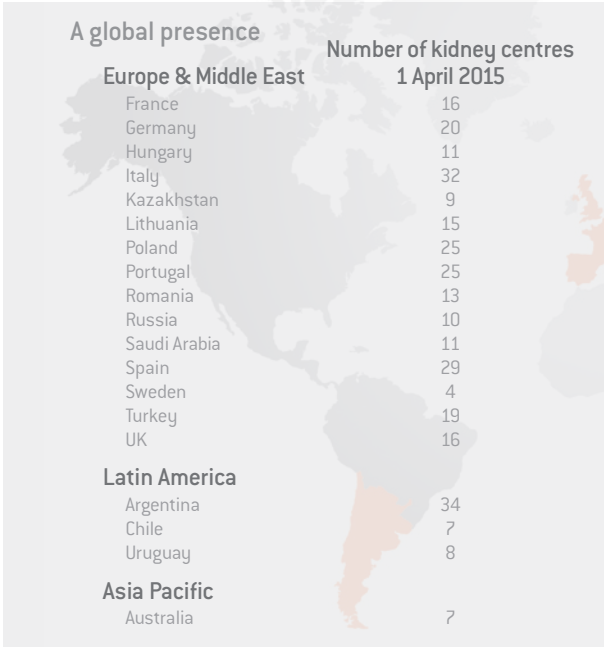 A global presence
Number of kidney centres
Europe & Middle East 1 April 2015
France 16
Germany 20
Hungary 11
Italy 32
Kazakhstan 9
Lithuania 15
Poland 25
Portugal 25
Romania 13
Russia 10
Saudi Arabia 11
Spain 29
Sweden 4
Turkey 19
UK 16
Latin America
Argentina 34
Chile 7
Uruguay 8
Asia Pacific
Australia 7